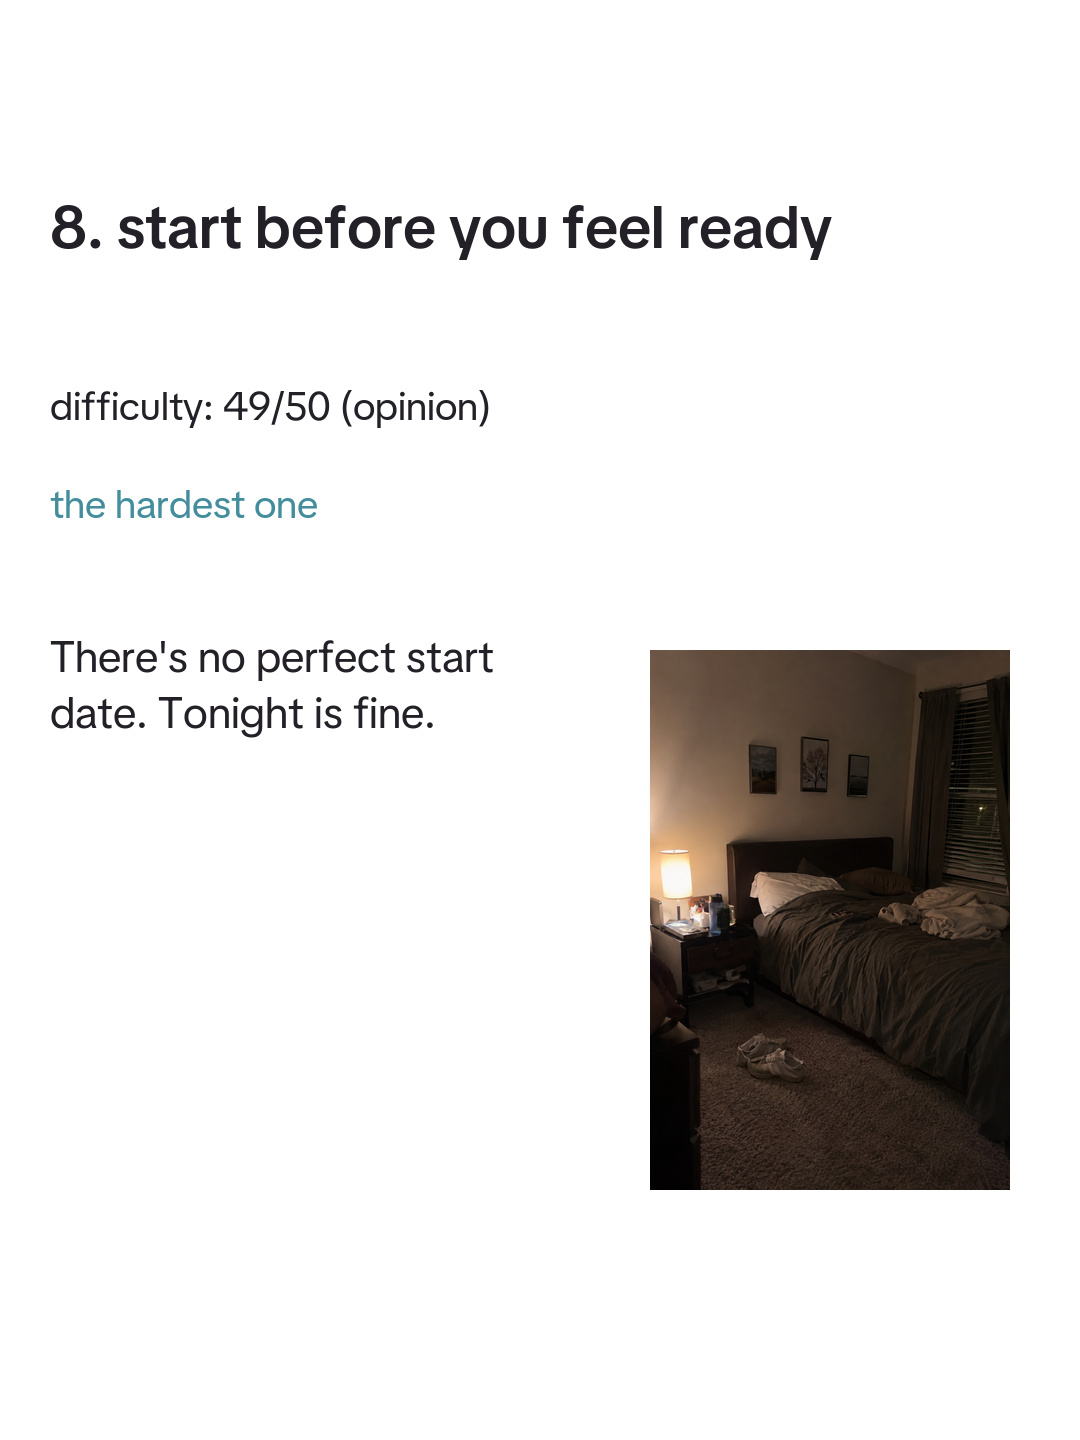 8. start before you feel ready
difficulty: 49/50 (opinion)
the hardest one
There's no perfect start
date. Tonight is fine.